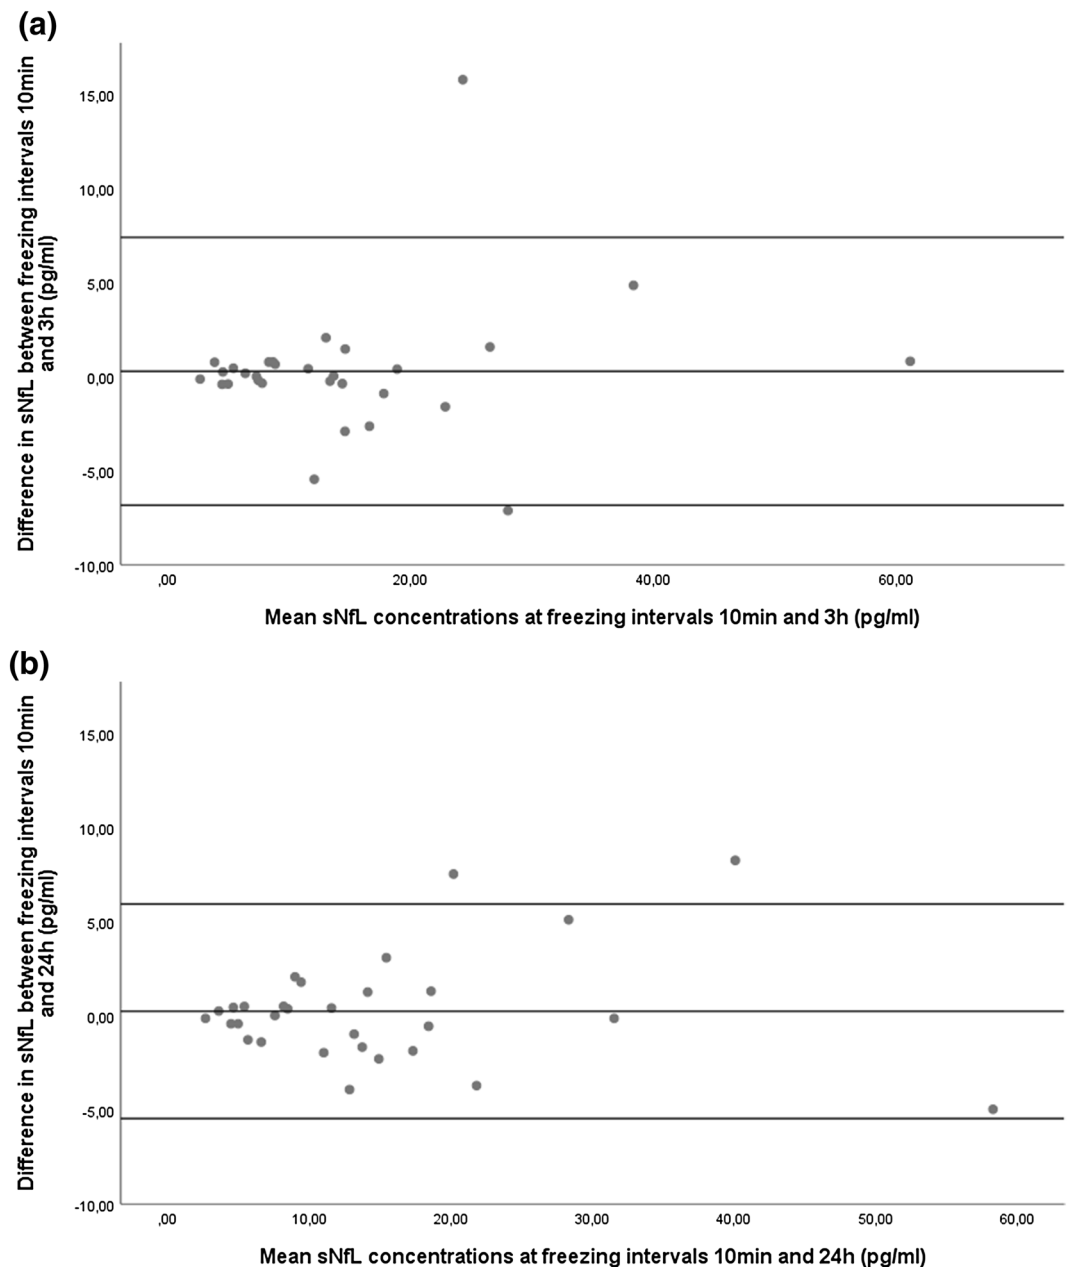 (a)
Difference in sNfL between freezing intervals 10min
and 3h (pg/ml)
15,00
10,00
5,00
0,00
-5,00
-10,00
,00 20,00 40,00 60,00
Mean sNfL concentrations at freezing intervals 10min and 3h (pg/ml)
(b)
Difference in sNfL between freezing intervals 10min
and 24h (pg/ml)
15,00
10,00
5,00
0,00
-5,00
-10,00
,00 10,00 20,00 30,00 40,00 50,00 60,00
Mean sNfL concentrations at freezing intervals 10min and 24h (pg/ml)